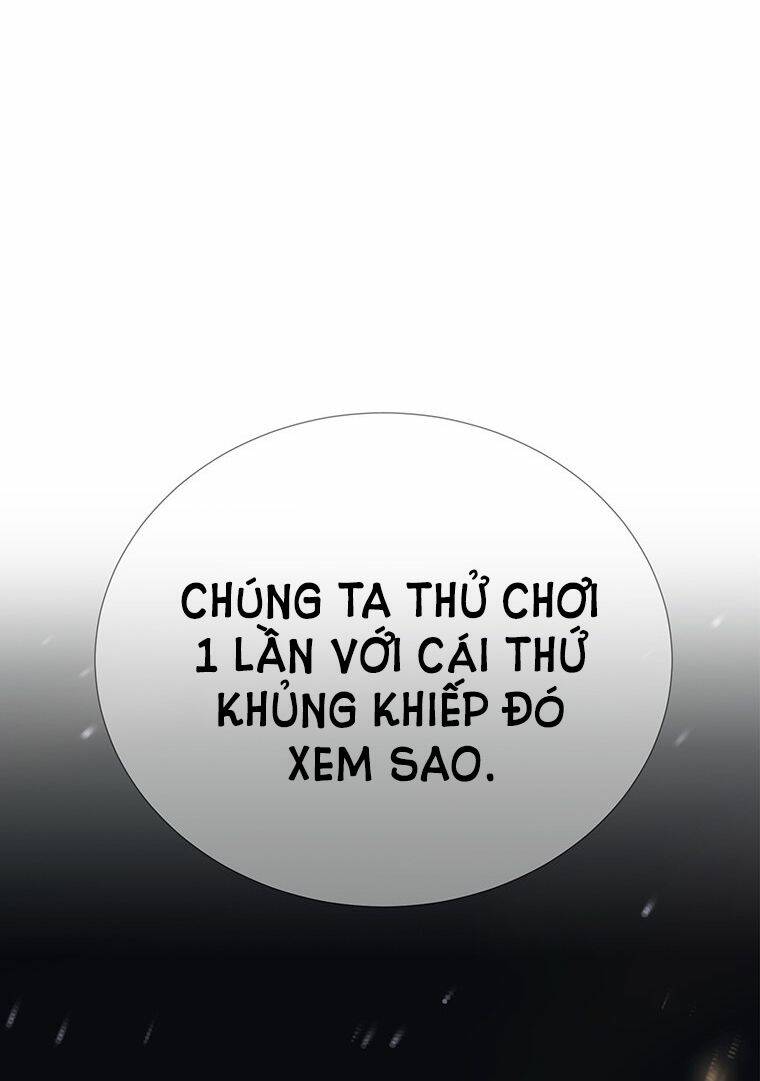 CHÚNG TA THỬ CHƠI
1 LẦN VỚI CÁI THỨ
KHỦNG KHIẾP ĐÓ
XEM SAO.